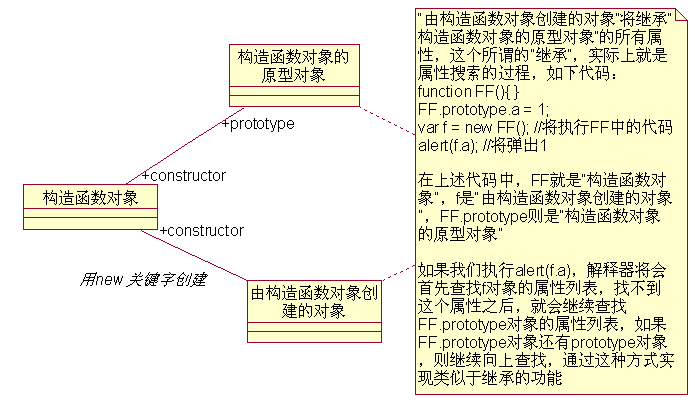 构造函数对象的
原型对象
+prototype
+constructor
构造函数对象
+constructor
用new 关键字创建
由构造函数对象创
建的对象
"由构造函数对象创建的对象"将继承"
构造函数对象的原型对象"的所有属
性，这个所谓的"继承"，实际上就是
属性搜索的过程，如下代码：
function FF(){ }
FF.prototype.a = 1;
var f = new FF(); //将执行FF中的代码
alert(f.a); //将弹出1
在上述代码中，FF就是"构造函数对
象"，f是"由构造函数对象创建的对象
"，FF.prototype则是"构造函数对象
的原型对象"
如果我们执行alert(f.a)，解释器将会
首先查找f对象的属性列表，找不到
这个属性之后，就会继续查找
FF.prototype对象的属性列表，如果
FF.prototype对象还有prototype对象
，则继续向上查找，通过这种方式实
现类似于继承的功能